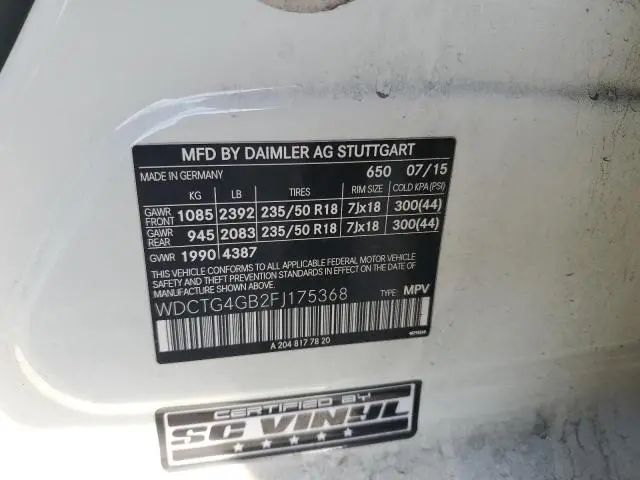 MFD BY DAIMLER AG STUTTGART
MADE IN GERMANY 650 07/15
KG LB TIRES RIM SIZE COLD KPA (PSI)
GAWR FRONT 1085 2392 235/50 R18 7Jx18 300(44)
GAWR REAR 945 2083 235/50 R18 7Jx18 300(44)
GVWR 1990 4387
THIS VEHICLE CONFORMS TO ALL APPLICABLE FEDERAL MOTOR VEHICLE
SAFETY AND THEFT PREVENTION STANDARDS IN EFFECT ON THE DATE OF
MANUFACTURE SHOWN ABOVE.
WDCTG4GB2FJ175368 TYPE: MPV
A 204 817 78 20
CERTIFIED BY
SC VINYL